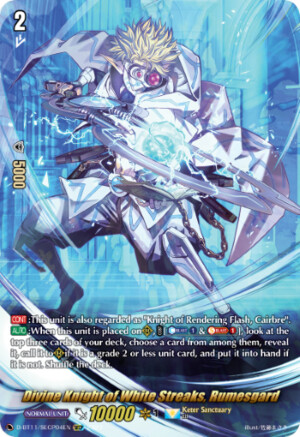 2
5000
CONT :This unit is also regarded as "Knight of Rendering Flash, Cairbre".
AUTO :When this unit is placed on [ 1 & 1 ], look at the
top three cards of your deck, choose a card from among them, reveal
it, call it to if it is a grade 2 or less unit card, and put it into hand if
it is not. Shuffle your deck.
Divine Knight of White Streaks, Rumesgard
NORMAL UNIT
10000
1
Keter Sanctuary